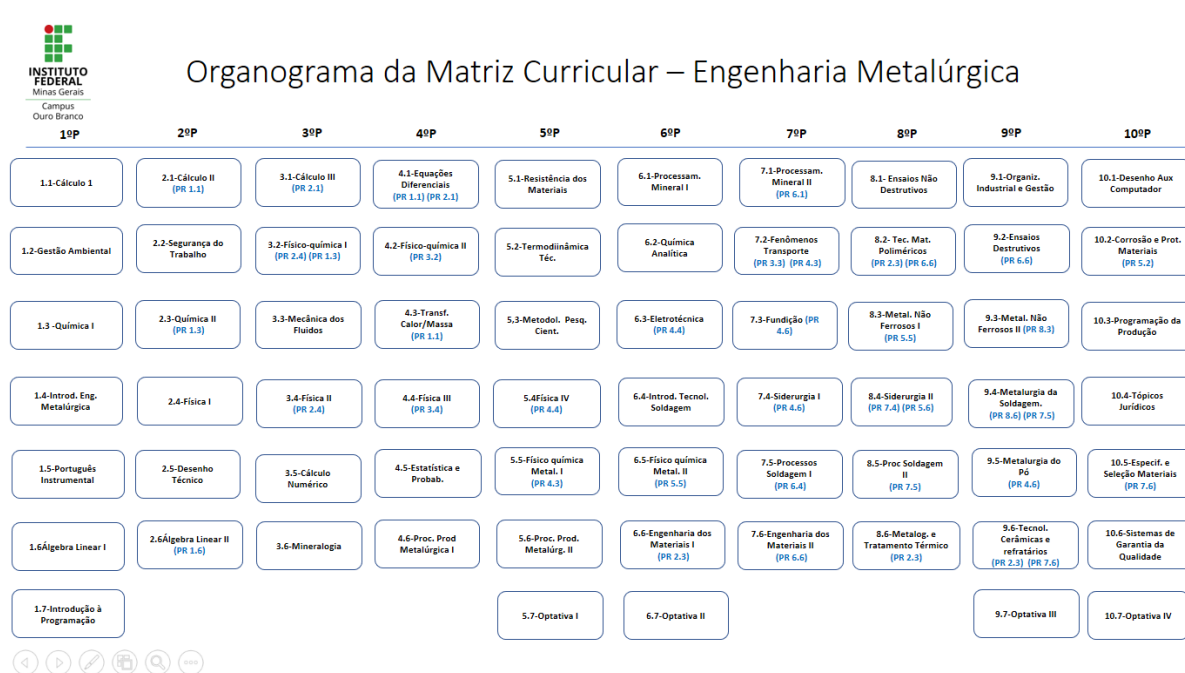 INSTITUTO
FEDERAL
Minas Gerais
Campus
Ouro Branco
Organograma da Matriz Curricular – Engenharia Metalúrgica
1ºP
2ºP
3ºP
4ºP
5ºP
6ºP
7ºP
8ºP
9ºP
10ºP
1.1-Cálculo 1
2.1-Cálculo II
(PR 1.1)
3.1-Cálculo III
(PR 2.1)
4.1-Equações
Diferenciais
(PR 1.1) (PR 2.1)
5.1-Resistência dos
Materiais
6.1-Processam.
Mineral I
7.1-Processam.
Mineral II
(PR 6.1)
8.1- Ensaios Não
Destrutivos
9.1-Organiz.
Industrial e Gestão
10.1-Desenho Aux
Computador
1.2-Gestão Ambiental
2.2-Segurança do
Trabalho
3.2-Físico-química I
(PR 2.4) (PR 1.3)
4.2-Físico-química II
(PR 3.2)
5.2-Termodiinâmica
Téc.
6.2-Química
Analítica
7.2-Fenômenos
Transporte
(PR 3.3) (PR 4.3)
8.2- Tec. Mat.
Poliméricos
(PR 2.3) (PR 6.6)
9.2-Ensaios
Destrutivos
(PR 6.6)
10.2-Corrosão e Prot.
Materiais
(PR 5.2)
1.3 -Química I
2.3-Química II
(PR 1.3)
3.3-Mecânica dos
Fluidos
4.3-Transf.
Calor/Massa
(PR 1.1)
5,3-Metodol. Pesq.
Cient.
6.3-Eletrotécnica
(PR 4.4)
7.3-Fundição (PR
4.6)
8.3-Metal. Não
Ferrosos I
(PR 5.5)
9.3-Metal. Não
Ferrosos II (PR 8.3)
10.3-Programação da
Produção
1.4-Introd. Eng.
Metalúrgica
2.4-Física I
3.4-Física II
(PR 2.4)
4.4-Física III
(PR 3.4)
5.4Física IV
(PR 4.4)
6.4-Introd. Tecnol.
Soldagem
7.4-Siderurgia I
(PR 4.6)
8.4-Siderurgia II
(PR 7.4) (PR 5.6)
9.4-Metalurgia da
Soldagem.
(PR 8.6) (PR 7.5)
10.4-Tópicos
Jurídicos
1.5-Português
Instrumental
2.5-Desenho
Técnico
3.5-Cálculo
Numérico
4.5-Estatística e
Probab.
5.5-Físico química
Metal. I
(PR 4.3)
6.5-Físico química
Metal. II
(PR 5.5)
7.5-Processos
Soldagem I
(PR 6.4)
8.5-Proc Soldagem
II
(PR 7.5)
9.5-Metalurgia do
Pó
(PR 4.6)
10.5-Especif. e
Seleção Materiais
(PR 7.6)
1.6Álgebra Linear I
2.6Álgebra Linear II
(PR 1.6)
3.6-Mineralogia
4.6-Proc. Prod
Metalúrgica I
5.6-Proc. Prod.
Metalúrg. II
6.6-Engenharia dos
Materiais I
(PR 2.3)
7.6-Engenharia dos
Materiais II
(PR 6.6)
8.6-Metalog. e
Tratamento Térmico
(PR 2.3)
9.6-Tecnol.
Cerâmicas e
refratários
(PR 2.3) (PR 7.6)
10.6-Sistemas de
Garantia da
Qualidade
1.7-Introdução à
Programação
5.7-Optativa I
6.7-Optativa II
9.7-Optativa III
10.7-Optativa IV